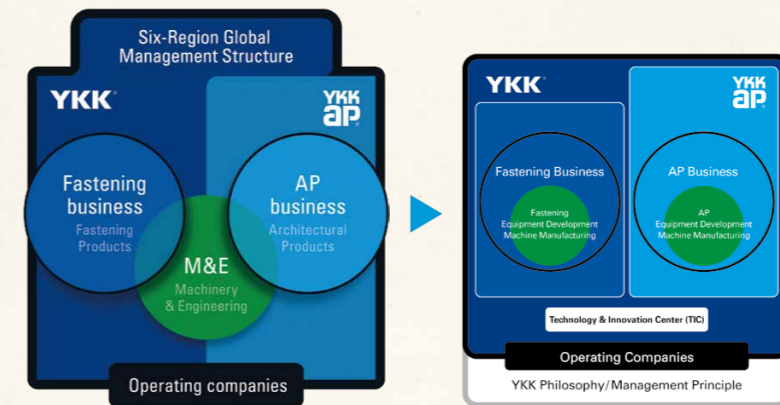 Six-Region Global
Management Structure
YKK
YKK
ap
Fastening
business
Fastening
Products
AP
business
Architectural
Products
M&E
Machinery
& Engineering
Operating companies
YKK
YKK
ap
Fastening Business
Fastening
Equipment Development
Machine Manufacturing
AP Business
AP
Equipment Development
Machine Manufacturing
Technology & Innovation Center (TIC)
Operating Companies
YKK Philosophy/Management Principle